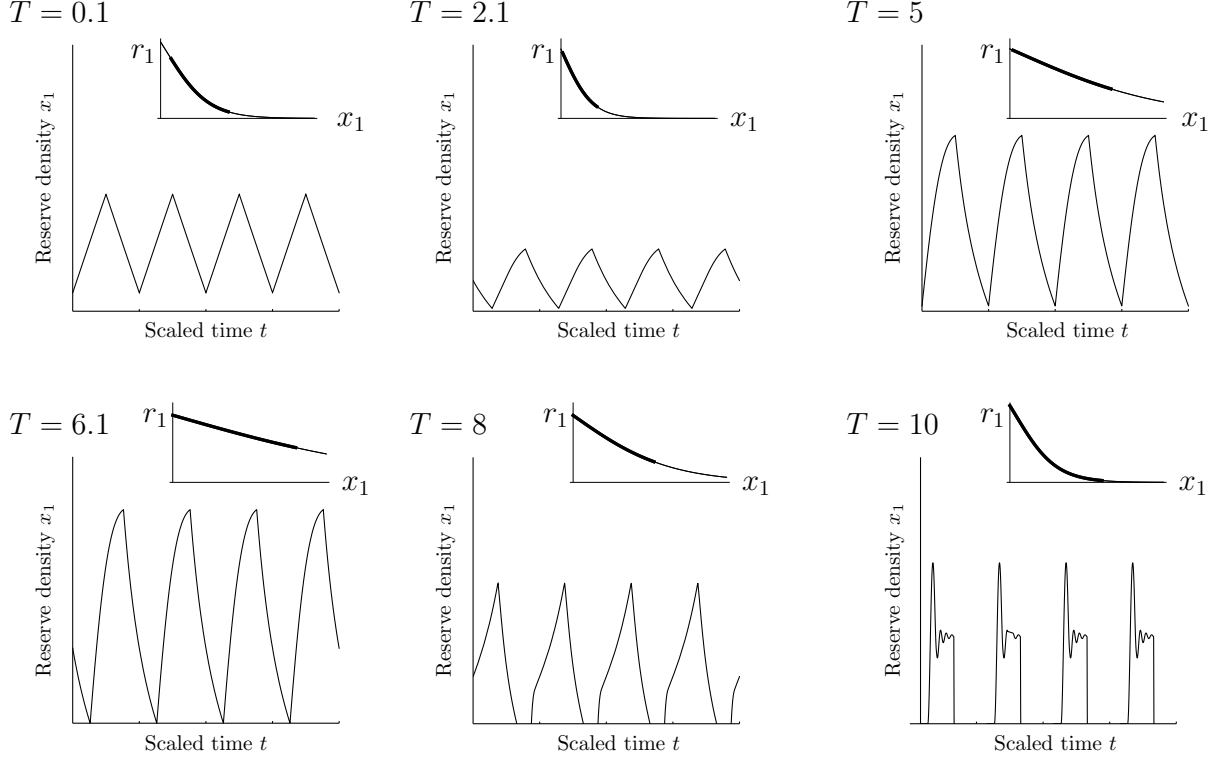 T = 0.1
r₁
x₁
Reserve density x₁
Scaled time t
T = 2.1
r₁
x₁
Reserve density x₁
Scaled time t
T = 5
r₁
x₁
Reserve density x₁
Scaled time t
T = 6.1
r₁
x₁
Reserve density x₁
Scaled time t
T = 8
r₁
x₁
Reserve density x₁
Scaled time t
T = 10
r₁
x₁
Reserve density x₁
Scaled time t